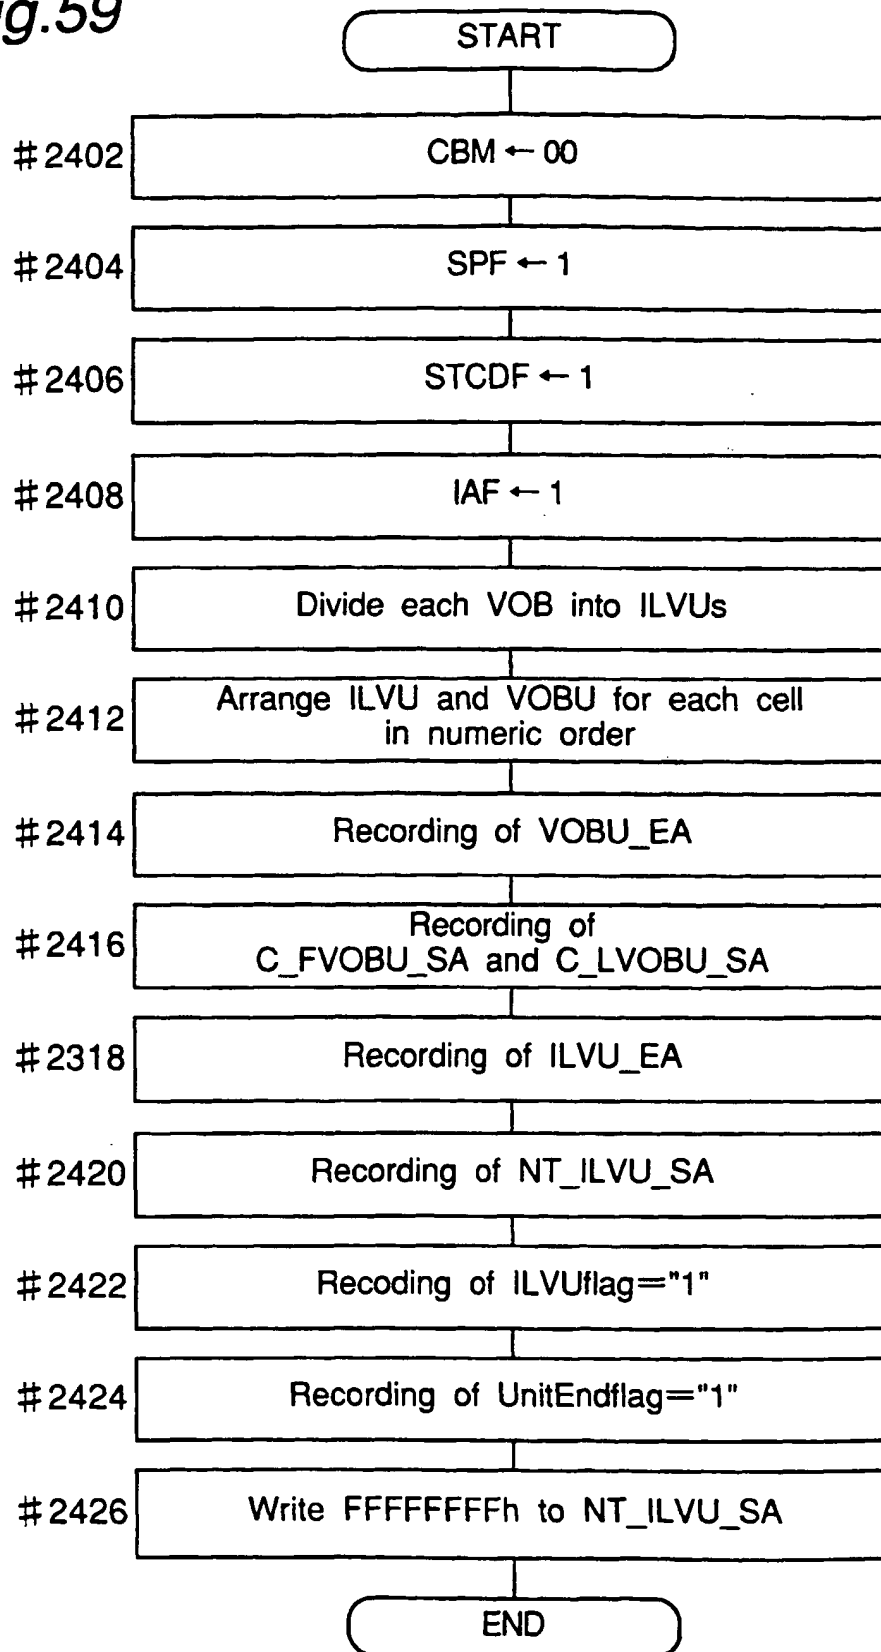 g.59
START
#2402 CBM ← 00
#2404 SPF ← 1
#2406 STCDF ← 1
#2408 IAF ← 1
#2410 Divide each VOB into ILVUs
#2412 Arrange ILVU and VOBU for each cell
in numeric order
#2414 Recording of VOBU_EA
#2416 Recording of
C_FVOBU_SA and C_LVOBU_SA
#2318 Recording of ILVU_EA
#2420 Recording of NT_ILVU_SA
#2422 Recoding of ILVUflag="1"
#2424 Recording of UnitEndflag="1"
#2426 Write FFFFFFFFh to NT_ILVU_SA
END